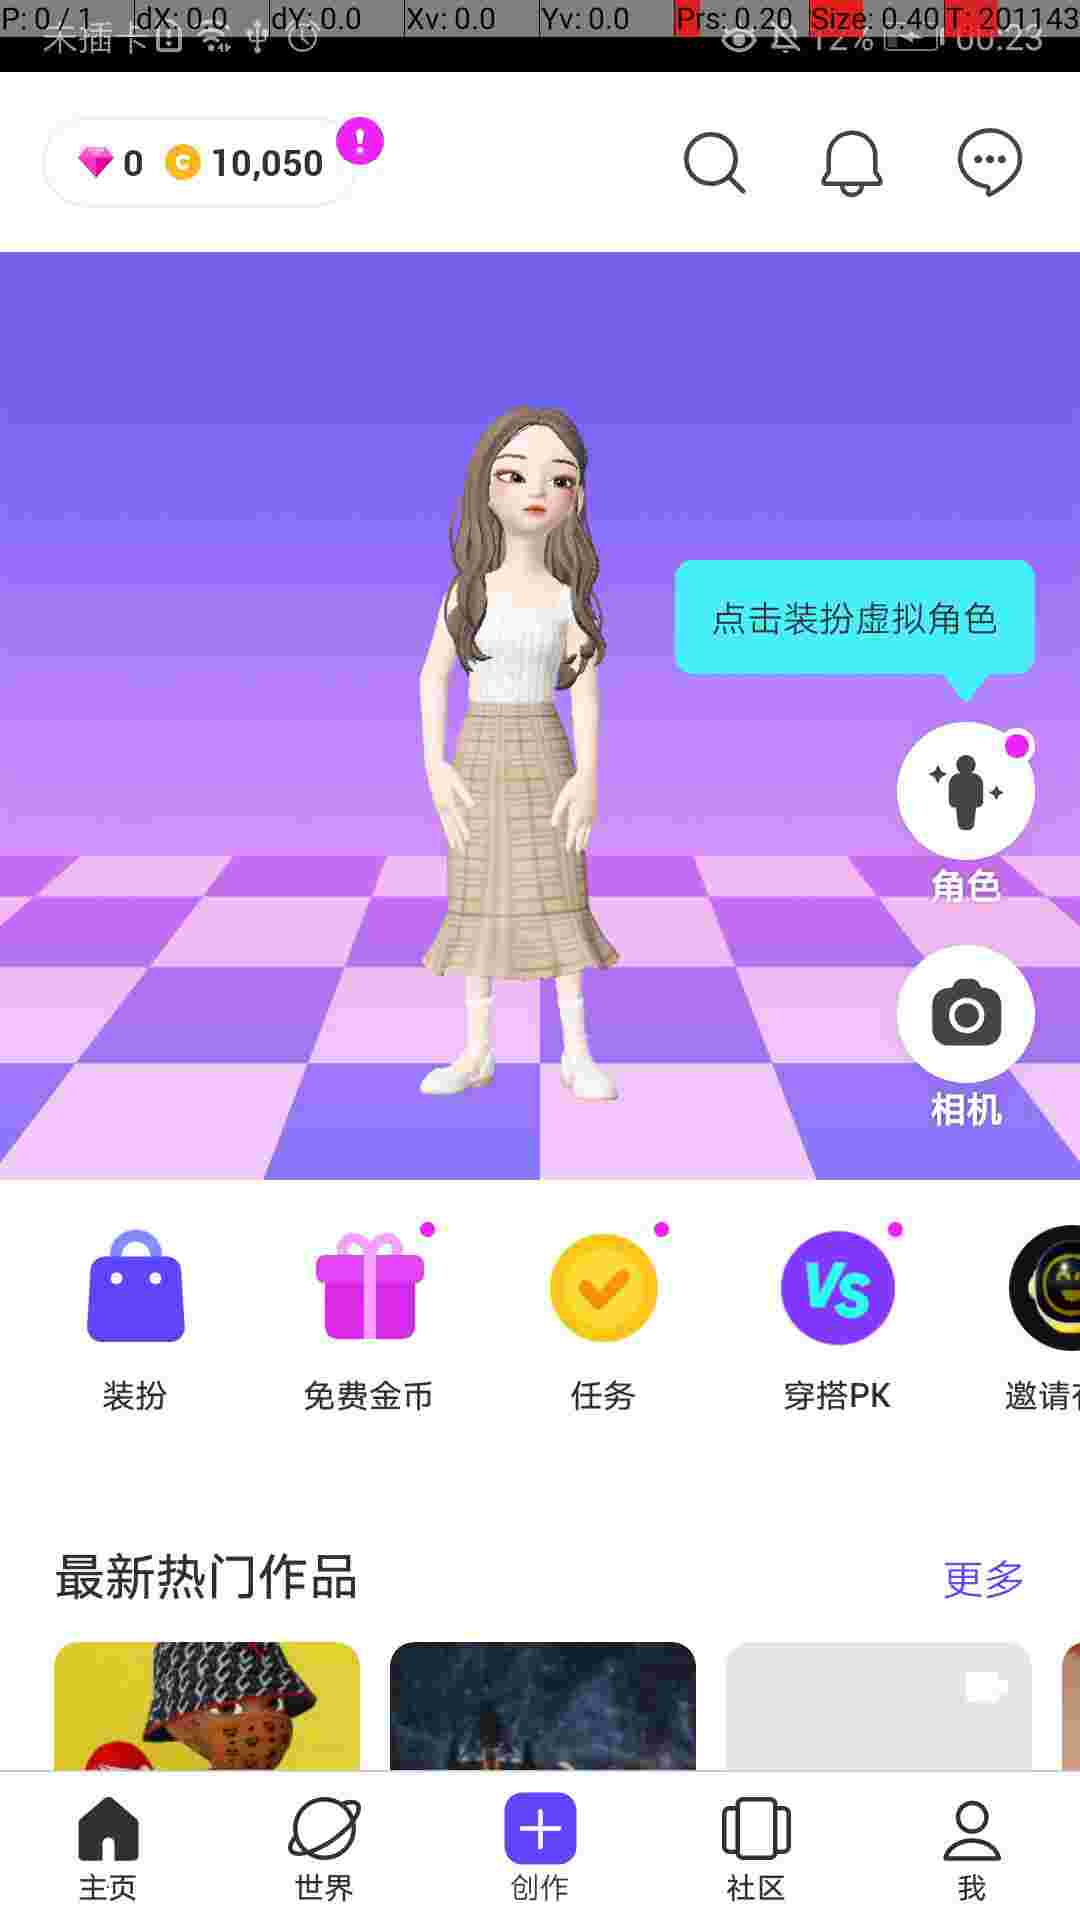 P: 0 / 1 dX: 0.0 dY: 0.0 Xv: 0.0 Yv: 0.0 Prs: 0.20 Size: 0.40 T: 201143
未插卡 12% 00:23
0 C 10,050
点击装扮虚拟角色
角色
相机
VS
装扮 免费金币 任务 穿搭PK 邀请
最新热门作品 更多
主页 世界 创作 社区 我